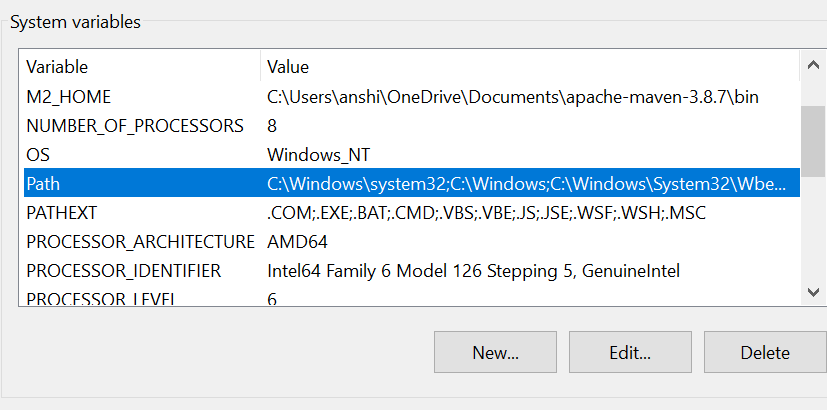 System variables
Variable Value
M2_HOME C:\Users\anshi\OneDrive\Documents\apache-maven-3.8.7\bin
NUMBER_OF_PROCESSORS 8
OS Windows_NT
Path C:\Windows\system32;C:\Windows;C:\Windows\System32\Wbe...
PATHEXT .COM;.EXE;.BAT;.CMD;.VBS;.VBE;.JS;.JSE;.WSF;.WSH;.MSC
PROCESSOR_ARCHITECTURE AMD64
PROCESSOR_IDENTIFIER Intel64 Family 6 Model 126 Stepping 5, GenuineIntel
PROCESSOR_LEVEL 6
New... Edit... Delete